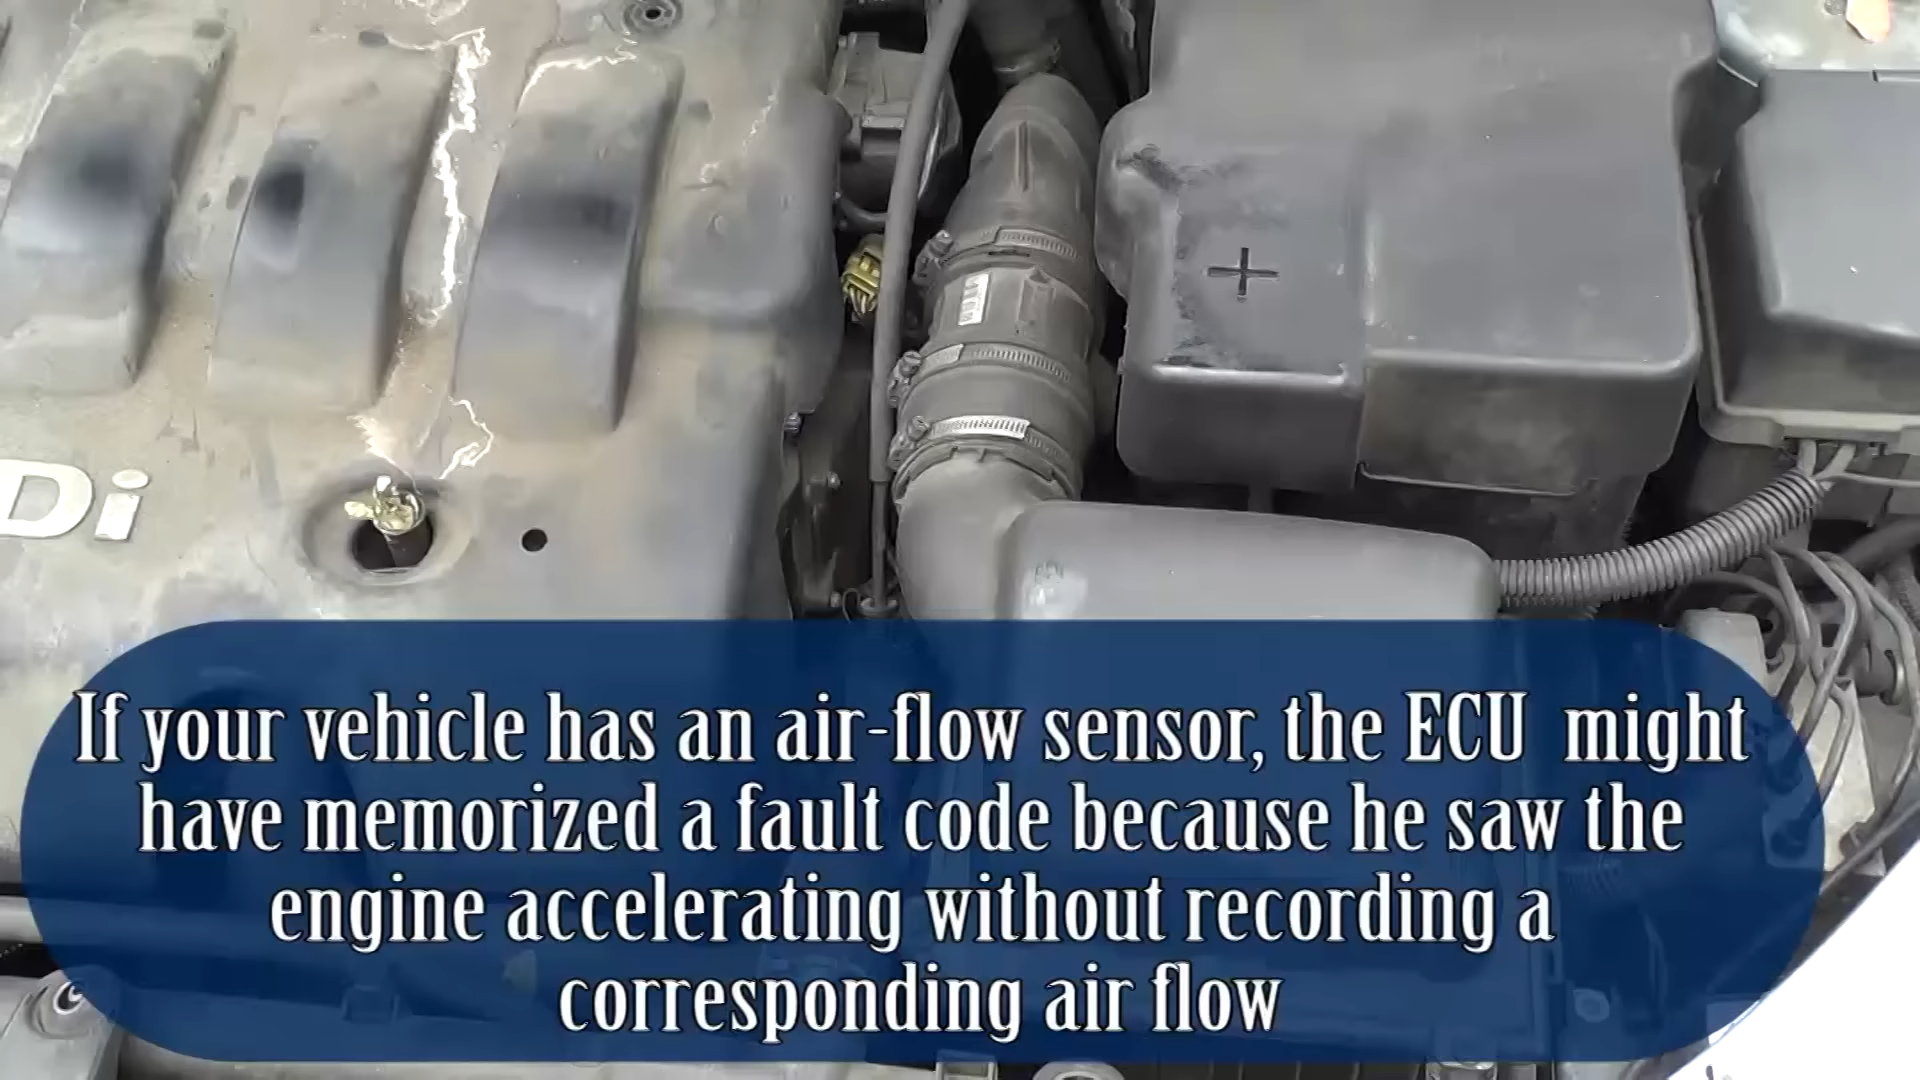 Di
If your vehicle has an air-flow sensor, the ECU might
have memorized a fault code because he saw the
engine accelerating without recording a
corresponding air flow